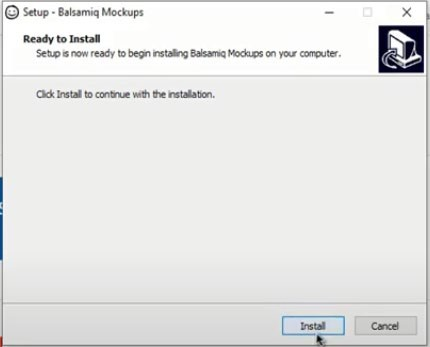 Setup - Balsamiq Mockups
Ready to Install
Setup is now ready to begin installing Balsamiq Mockups on your computer.
Click Install to continue with the installation.
Install
Cancel